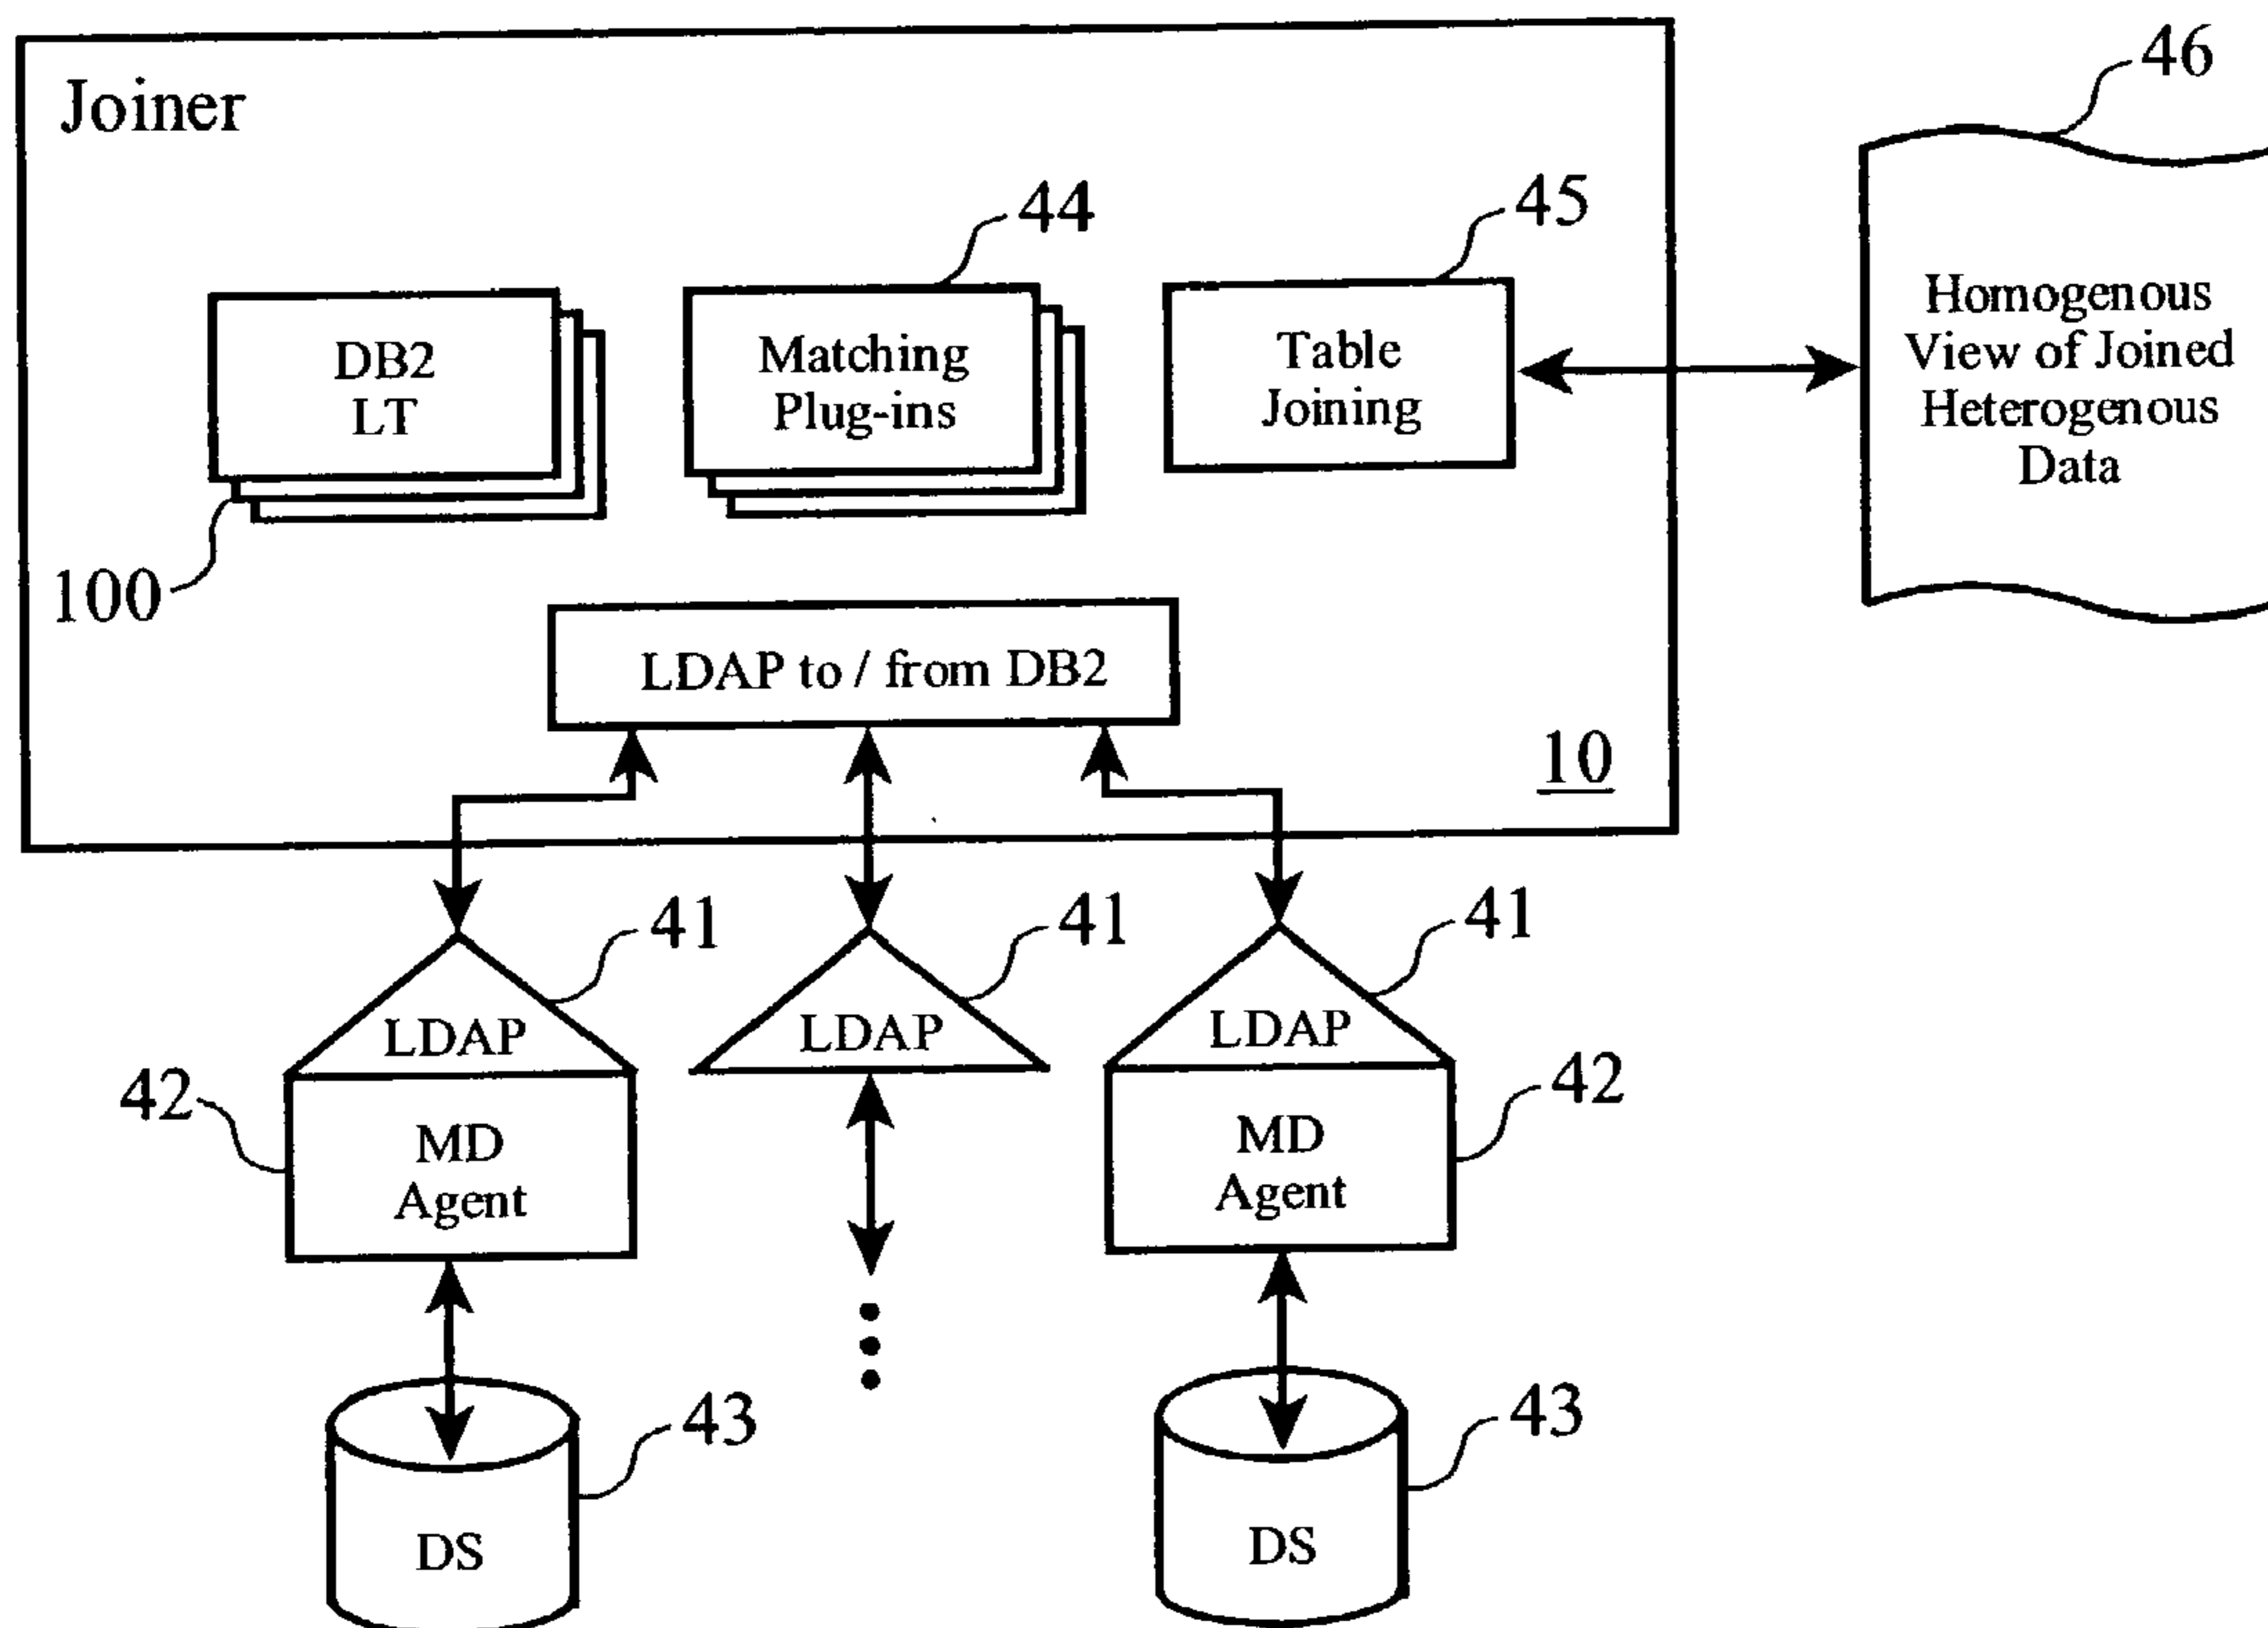 46
Joiner
44
45
DB2
LT
Matching
Plug-ins
Table
Joining
Homogenous
View of Joined
Heterogenous
Data
100
LDAP to / from DB2
10
41
41
41
LDAP
LDAP
LDAP
42
MD
Agent
MD
Agent
42
43
43
DS
DS